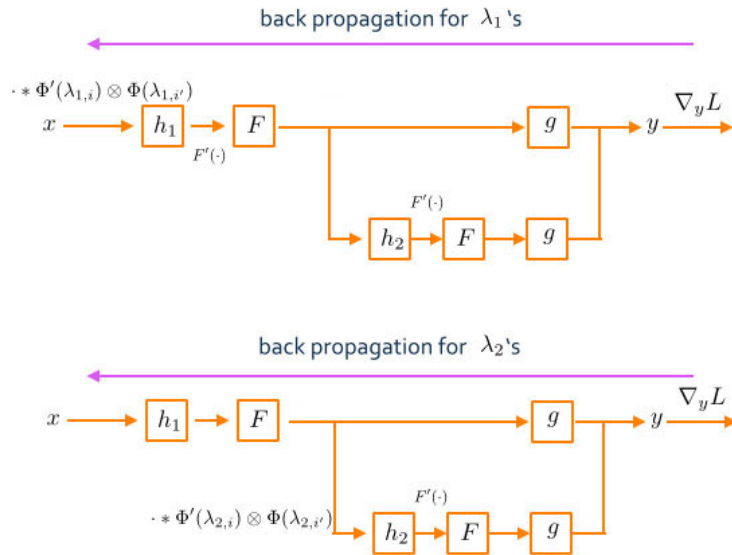 back propagation for λ₁'s
· ∗ Φ′(λ₁,ᵢ) ⊗ Φ(λ₁,ᵢ′)
x h₁ F g y ∇ᵧL
F′(·)
F′(·)
h₂ F g
back propagation for λ₂'s
x h₁ F g y ∇ᵧL
· ∗ Φ′(λ₂,ᵢ) ⊗ Φ(λ₂,ᵢ′)
F′(·)
h₂ F g